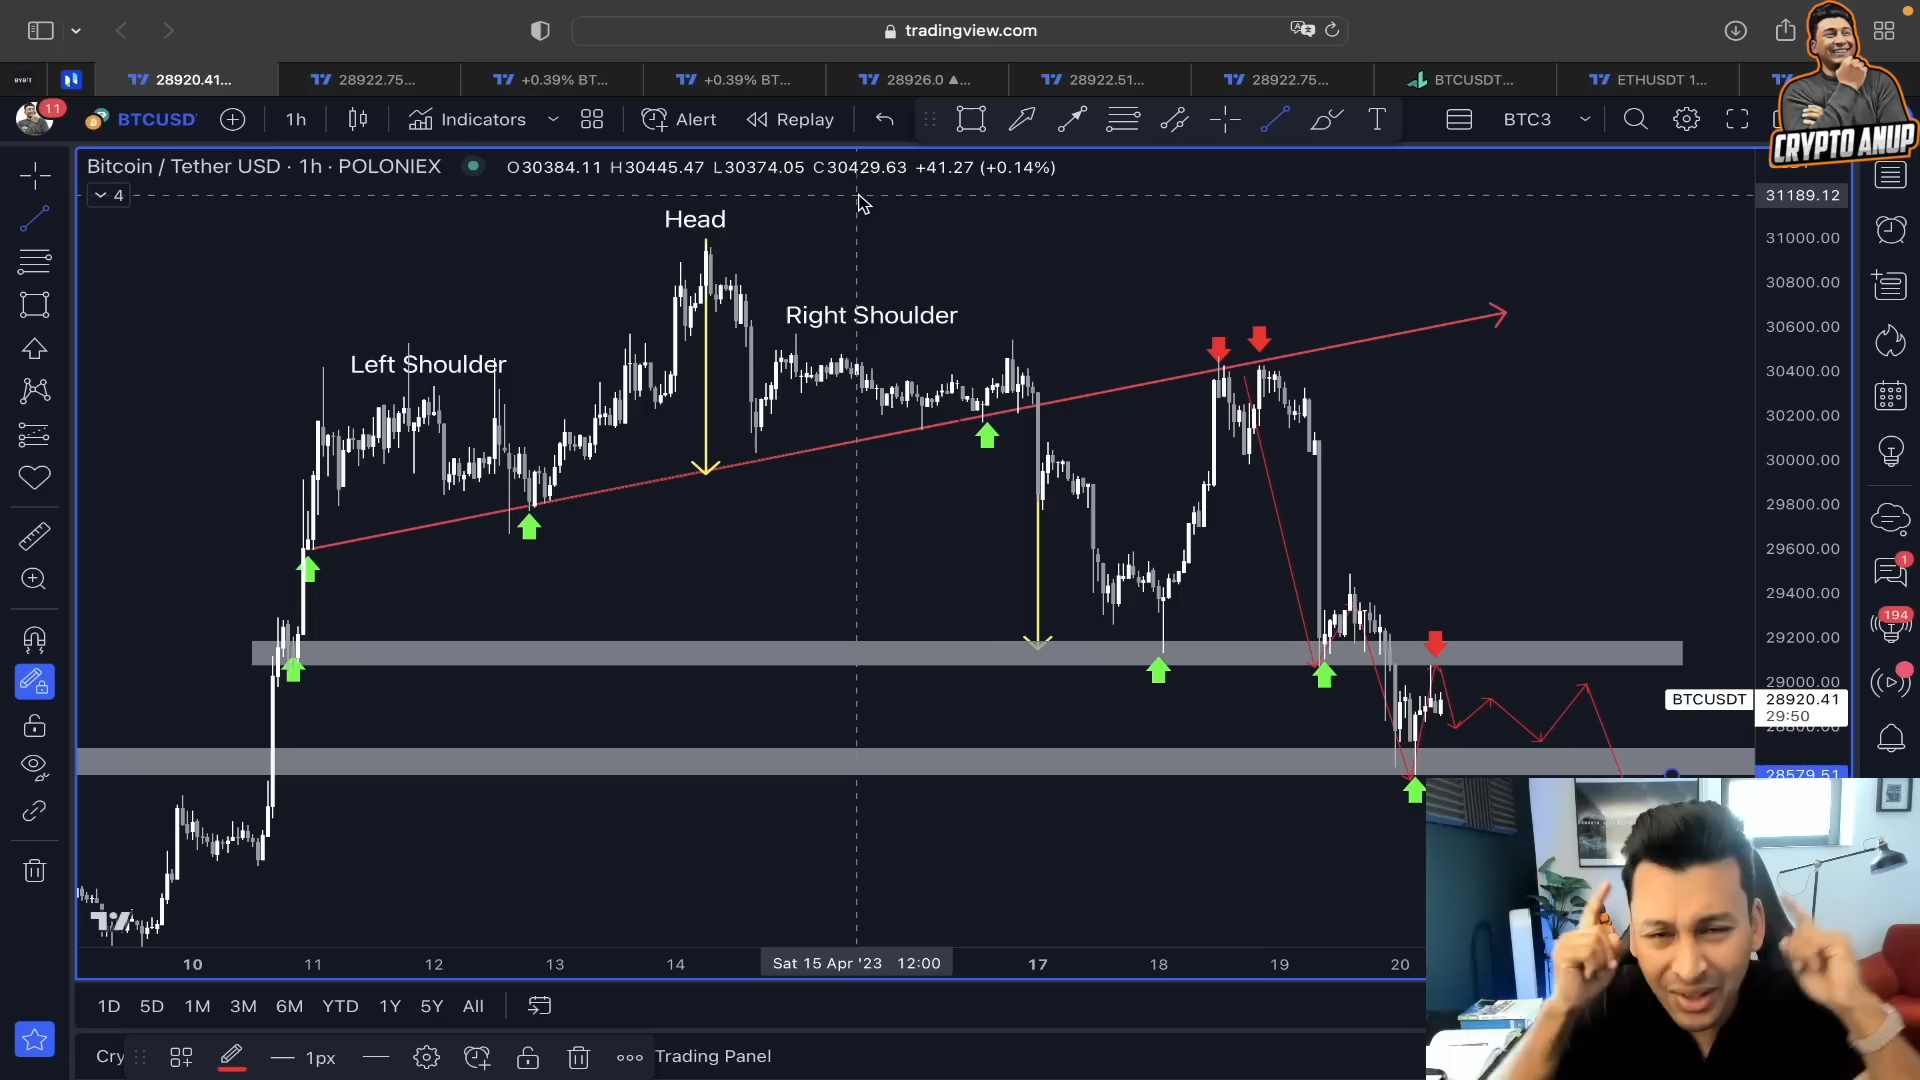 tradingview.com
BYBIT
28920.41...
28922.75...
+0.39% BT...
+0.39% BT...
28926.0 ▲...
28922.51...
28922.75...
BTCUSDT...
ETHUSDT 1...
CRYPTO ANUP
11
BTCUSD
1h
Indicators
Alert
Replay
T
BTC3
Bitcoin / Tether USD · 1h · POLONIEX
O30384.11 H30445.47 L30374.05 C30429.63 +41.27 (+0.14%)
4
31189.12
31000.00
30800.00
30600.00
30400.00
30200.00
30000.00
29800.00
29600.00
29400.00
29200.00
29000.00
BTCUSDT
28920.41
29:50
28800.00
28579.51
Head
Right Shoulder
Left Shoulder
1
194
10
11
12
13
14
Sat 15 Apr '23 12:00
17
18
19
20
1D
5D
1M
3M
6M
YTD
1Y
5Y
All
Cry
1px
Trading Panel